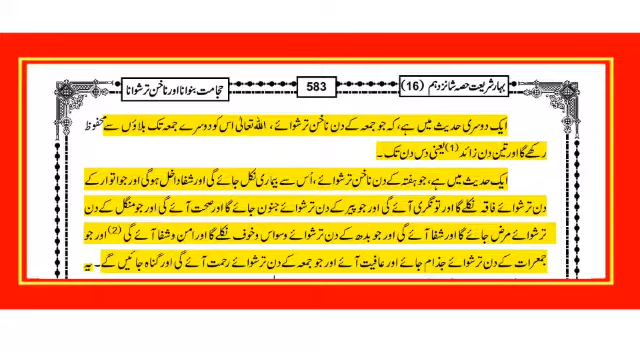 بہار شریعت حصہ شانزدہم (16)
583
حجامت بنوانا اور ناخن ترشوانا
ایک دوسری حدیث میں ہے، کہ جو جمعہ کے دن ناخن ترشوائے، اللہ تعالیٰ اس کو دوسرے جمعہ تک بلاؤں سے محفوظ
رکھے گا اور تین دن زائد (1) یعنی دس دن تک ۔
ایک حدیث میں ہے، جو ہفتہ کے دن ناخن ترشوائے، اُس سے بیماری نکل جائے گی اور شفا داخل ہوگی اور جو اتوار کے
دن ترشوائے فاقہ نکلے گا اور تونگری آئے گی اور جو پیر کے دن ترشوائے جنون جائے گا اور صحت آئے گی اور جو منگل کے دن
ترشوائے مرض جائے گا اور شفا آئے گی اور جو بدھ کے دن ترشوائے وسواس وخوف نکلے گا اور امن و شفا آئے گی (2) اور جو
جمعرات کے دن ترشوائے جذام جائے اور عافیت آئے اور جو جمعہ کے دن ترشوائے رحمت آئے گی اور گناہ جائیں گے ۔ یہ